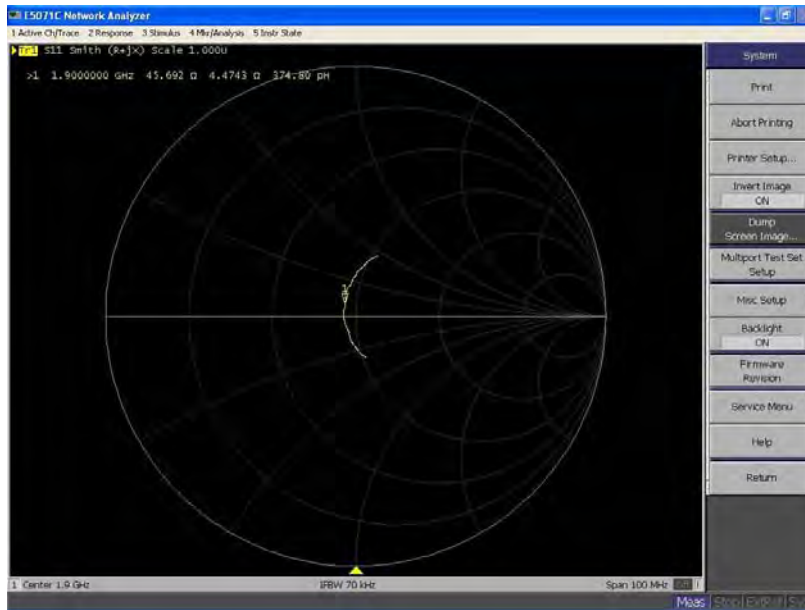 E5071C Network Analyzer
1 Active Ch/Trace 2 Response 3 Stimulus 4 Mkr/Analysis 5 Instr State
Tr1 S11 Smith (R+jX) Scale 1.000U
>1 1.9000000 GHz 45.692 Ω 4.4743 Ω 374.80 pH
System
Print
Abort Printing
Printer Setup...
Invert Image
ON
Dump
Screen Image...
Multiport Test Set
Setup
Misc Setup
Backlight
ON
Firmware
Revision
Service Menu
Help
Return
1 Center 1.9 GHz IFBW 70 kHz Span 100 MHz
Meas Stop ExtRef